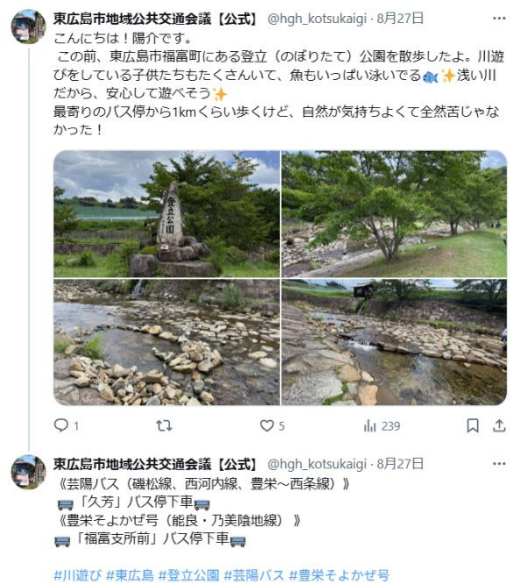 東広島市地域公共交通会議【公式】 @hgh_kotsukaigi · 8月27日
こんにちは！陽介です。
この前、東広島市福富町にある登立（のぼりたて）公園を散歩したよ。川遊
びをしている子供たちもたくさんいて、魚もいっぱい泳いでる🐟✨浅い川
だから、安心して遊べそう✨
最寄りのバス停から1kmくらい歩くけど、自然が気持ちよくて全然苦じゃな
かった！
登立公園
1 5 239
東広島市地域公共交通会議【公式】 @hgh_kotsukaigi · 8月27日
《芸陽バス（磯松線、西河内線、豊栄～西条線）》
🚌「久芳」バス停下車🚌
《豊栄そよかぜ号（能良・乃美陰地線） 》
🚌「福富支所前」バス停下車🚌
#川遊び #東広島 #登立公園 #芸陽バス #豊栄そよかぜ号